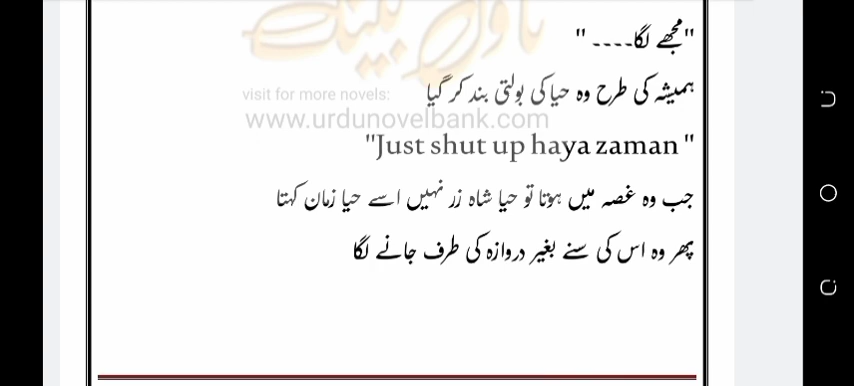 "مجھے لگا۔۔۔۔ "
ہمیشہ کی طرح وہ حیا کی بولتی بند کر گیا
visit for more novels:
www.urdunovelbank.com
"Just shut up haya zaman "
جب وہ غصہ میں ہوتا تو حیا شاہ زر نہیں اسے حیا زمان کہتا
پھر وہ اس کی سنے بغیر دروازہ کی طرف جانے لگا